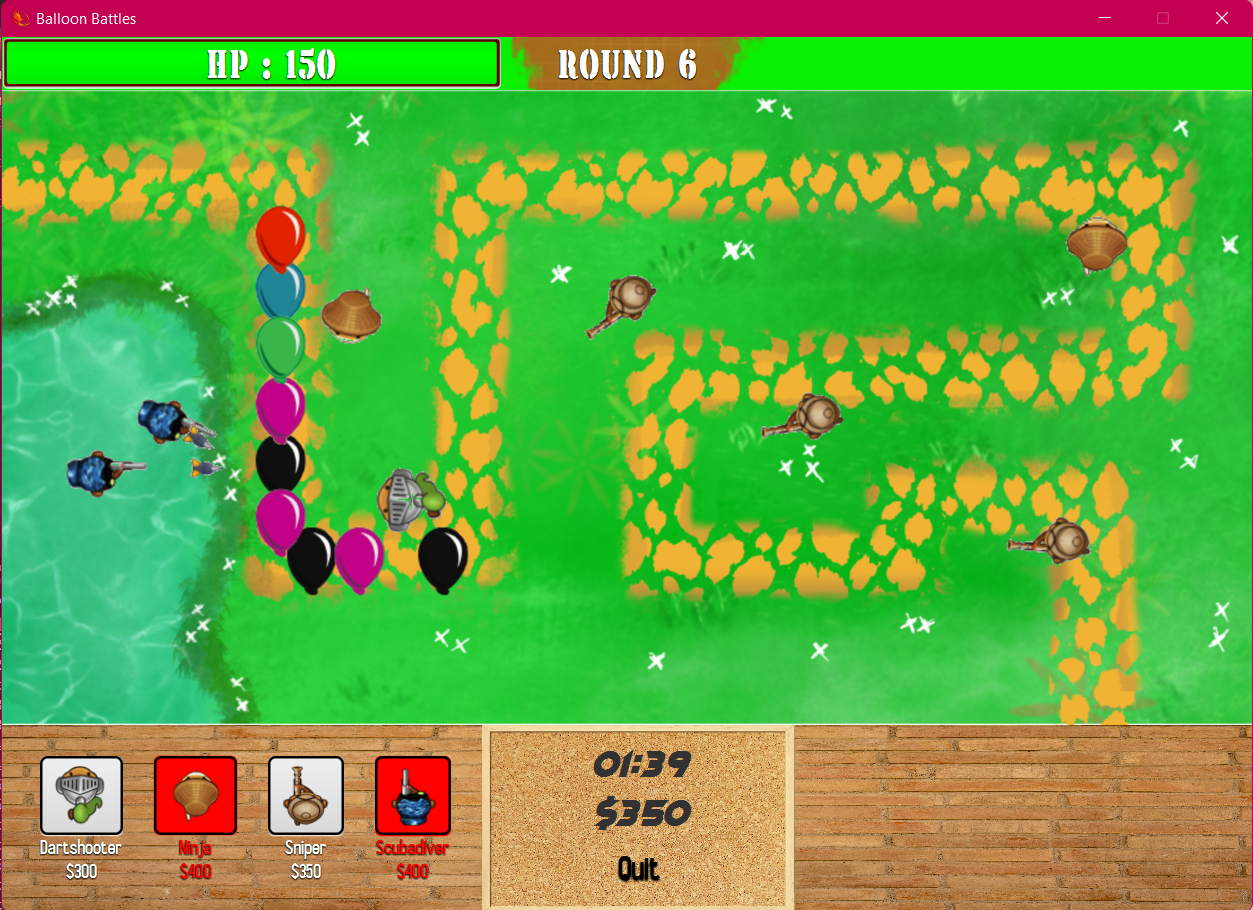 Balloon Battles
HP : 150
ROUND 6
01:39
$350
Quit
Dartshooter
$300
Ninja
$400
Sniper
$350
Scubadiver
$400